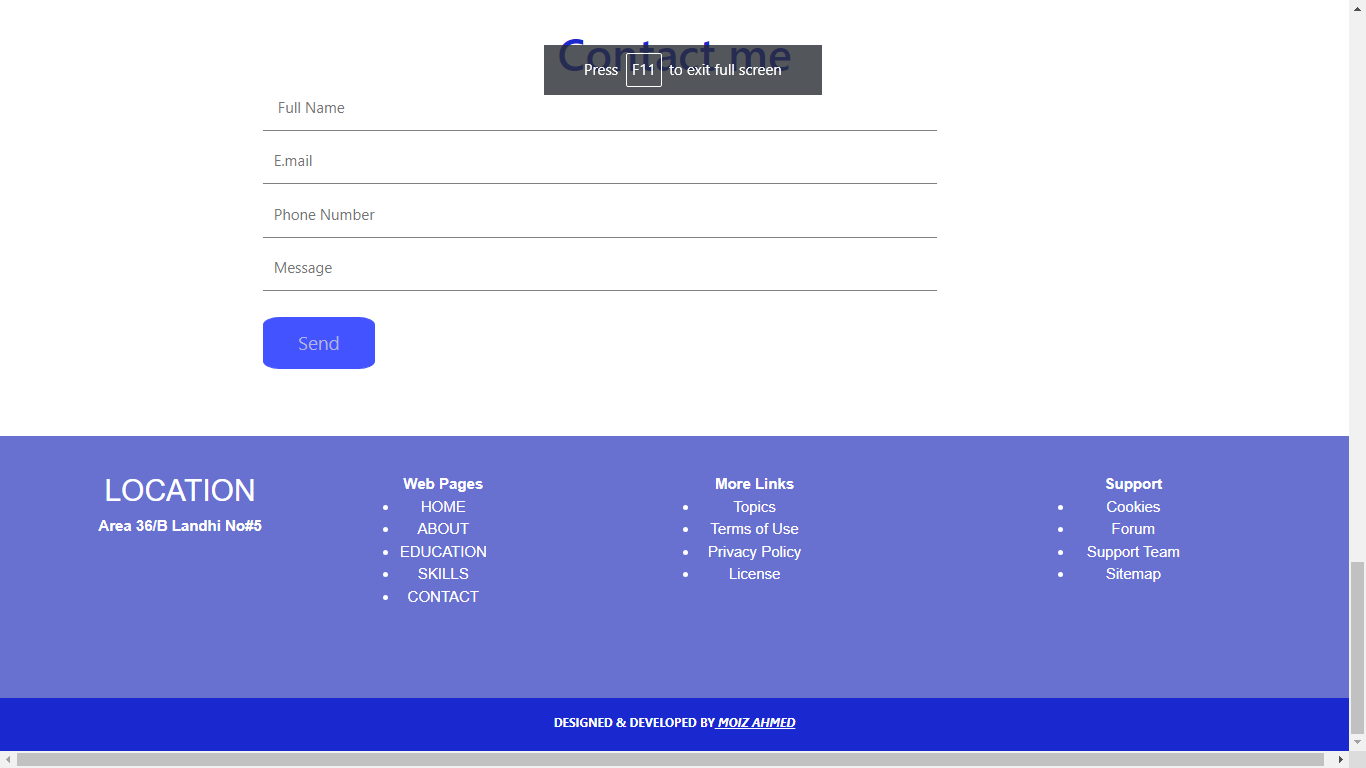 Contact me
Press F11 to exit full screen
Full Name
E.mail
Phone Number
Message
Send
LOCATION
Area 36/B Landhi No#5
Web Pages
HOME
ABOUT
EDUCATION
SKILLS
CONTACT
More Links
Topics
Terms of Use
Privacy Policy
License
Support
Cookies
Forum
Support Team
Sitemap
DESIGNED & DEVELOPED BY MOIZ AHMED